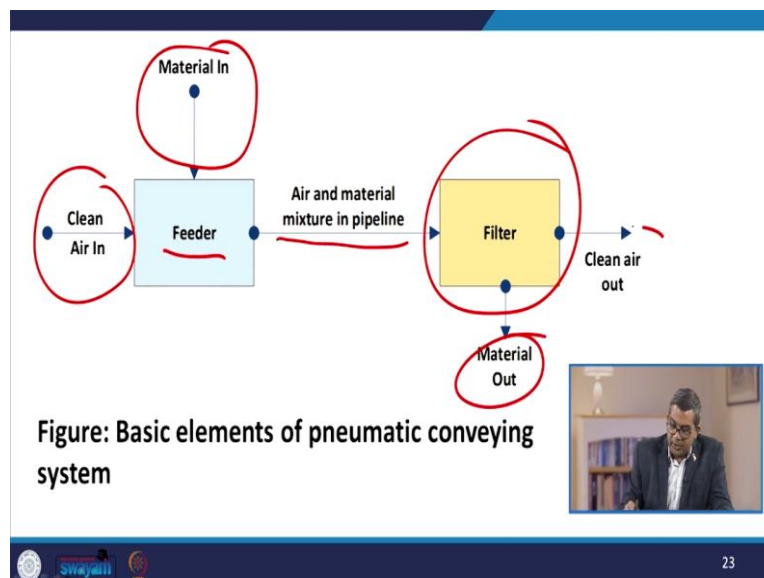 Material In
Clean
Air In
Feeder
Air and material
mixture in pipeline
Filter
Clean air
out
Material
Out
Figure: Basic elements of pneumatic conveying
system
swayam
23